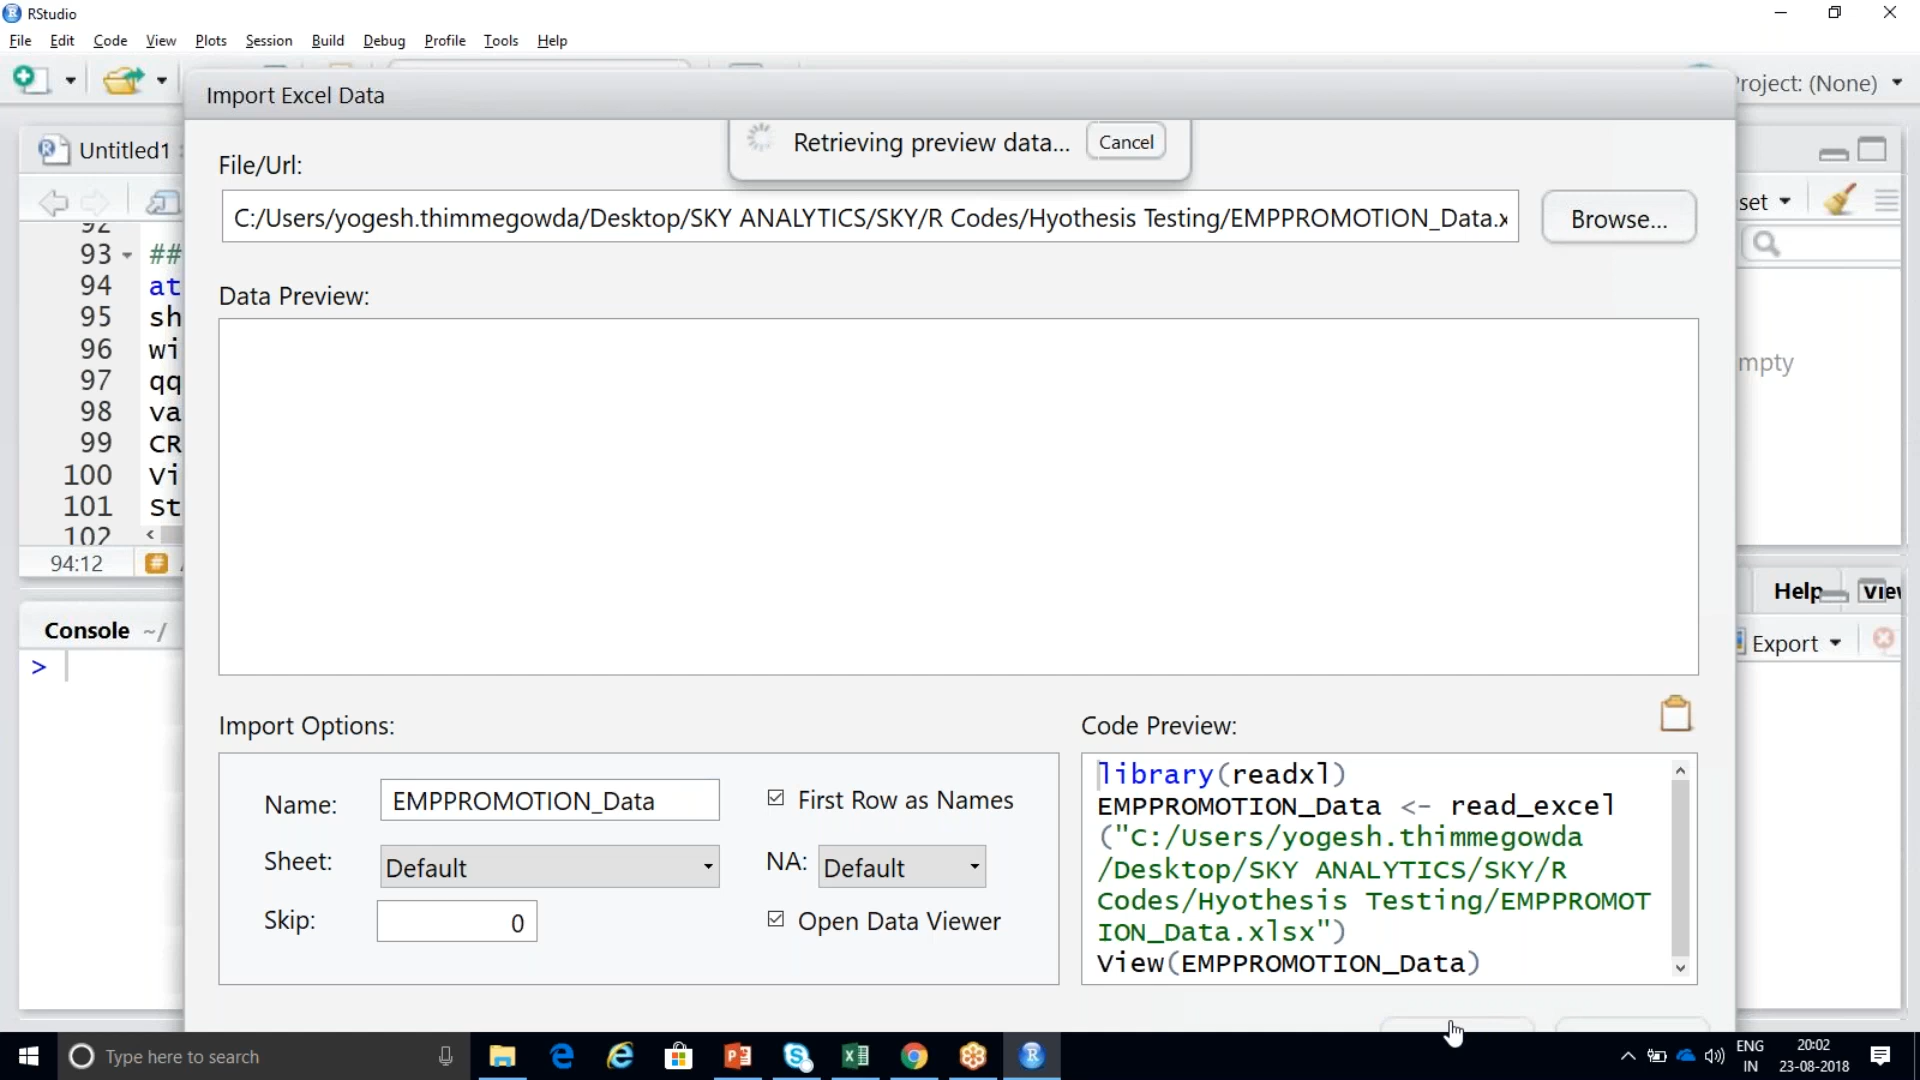 RStudio
File Edit Code View Plots Session Build Debug Profile Tools Help
Project: (None)
Import Excel Data
Retrieving preview data... Cancel
Untitled1
File/Url:
C:/Users/yogesh.thimmegowda/Desktop/SKY ANALYTICS/SKY/R Codes/Hyothesis Testing/EMPPROMOTION_Data.x
Browse...
set
92
93 ##
94 at
95 sh
96 wi
97 qq
98 va
99 CR
100 Vi
101 St
102
94:12
Data Preview:
mpty
Help View
Export
Console ~/
>
Import Options:
Name: EMPPROMOTION_Data
First Row as Names
Sheet: Default
NA: Default
Skip: 0
Open Data Viewer
Code Preview:
library(readxl)
EMPPROMOTION_Data <- read_excel
("C:/Users/yogesh.thimmegowda
/Desktop/SKY ANALYTICS/SKY/R
Codes/Hyothesis Testing/EMPPROMOT
ION_Data.xlsx")
View(EMPPROMOTION_Data)
Type here to search
ENG
IN
20:02
23-08-2018